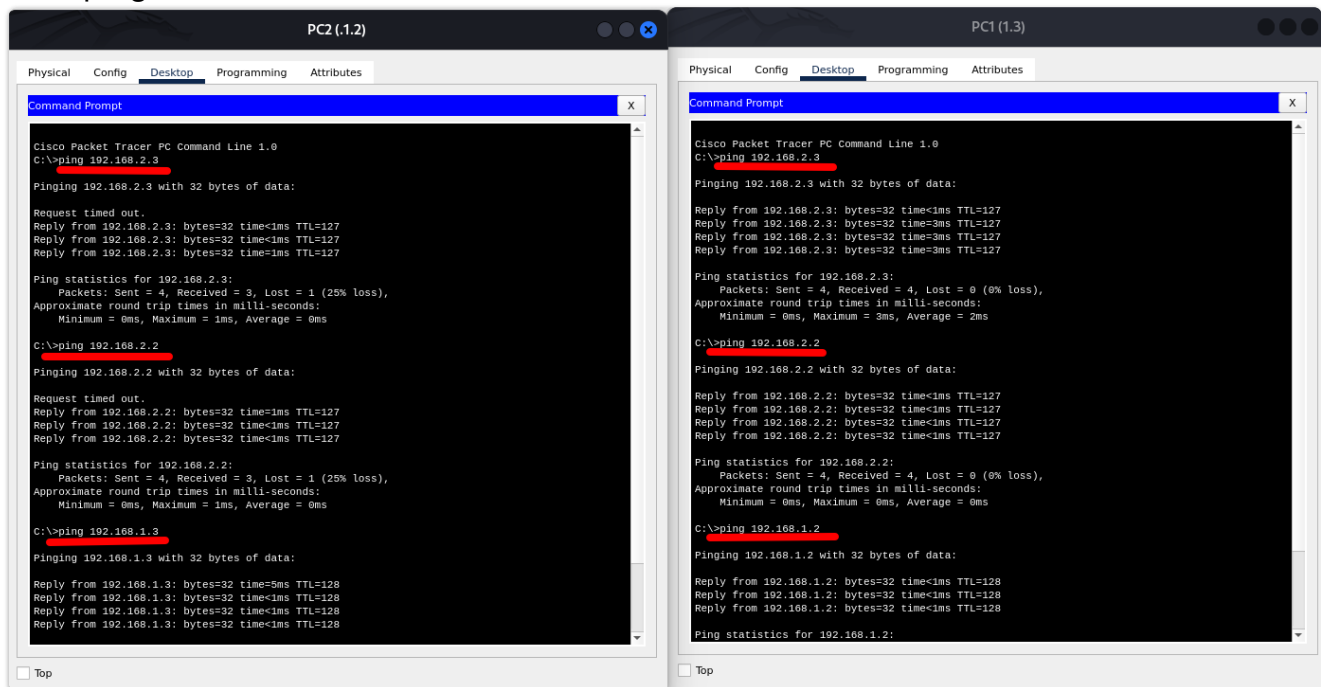 PC2 (.1.2)
Physical Config Desktop Programming Attributes
Command Prompt X
Cisco Packet Tracer PC Command Line 1.0
C:\>ping 192.168.2.3
Pinging 192.168.2.3 with 32 bytes of data:
Request timed out.
Reply from 192.168.2.3: bytes=32 time<1ms TTL=127
Reply from 192.168.2.3: bytes=32 time<1ms TTL=127
Reply from 192.168.2.3: bytes=32 time=1ms TTL=127
Ping statistics for 192.168.2.3:
Packets: Sent = 4, Received = 3, Lost = 1 (25% loss),
Approximate round trip times in milli-seconds:
Minimum = 0ms, Maximum = 1ms, Average = 0ms
C:\>ping 192.168.2.2
Pinging 192.168.2.2 with 32 bytes of data:
Request timed out.
Reply from 192.168.2.2: bytes=32 time=1ms TTL=127
Reply from 192.168.2.2: bytes=32 time<1ms TTL=127
Reply from 192.168.2.2: bytes=32 time<1ms TTL=127
Ping statistics for 192.168.2.2:
Packets: Sent = 4, Received = 3, Lost = 1 (25% loss),
Approximate round trip times in milli-seconds:
Minimum = 0ms, Maximum = 1ms, Average = 0ms
C:\>ping 192.168.1.3
Pinging 192.168.1.3 with 32 bytes of data:
Reply from 192.168.1.3: bytes=32 time=5ms TTL=128
Reply from 192.168.1.3: bytes=32 time<1ms TTL=128
Reply from 192.168.1.3: bytes=32 time<1ms TTL=128
Reply from 192.168.1.3: bytes=32 time<1ms TTL=128
Top
PC1 (1.3)
Physical Config Desktop Programming Attributes
Command Prompt X
Cisco Packet Tracer PC Command Line 1.0
C:\>ping 192.168.2.3
Pinging 192.168.2.3 with 32 bytes of data:
Reply from 192.168.2.3: bytes=32 time<1ms TTL=127
Reply from 192.168.2.3: bytes=32 time=3ms TTL=127
Reply from 192.168.2.3: bytes=32 time=3ms TTL=127
Reply from 192.168.2.3: bytes=32 time=3ms TTL=127
Ping statistics for 192.168.2.3:
Packets: Sent = 4, Received = 4, Lost = 0 (0% loss),
Approximate round trip times in milli-seconds:
Minimum = 0ms, Maximum = 3ms, Average = 2ms
C:\>ping 192.168.2.2
Pinging 192.168.2.2 with 32 bytes of data:
Reply from 192.168.2.2: bytes=32 time<1ms TTL=127
Reply from 192.168.2.2: bytes=32 time<1ms TTL=127
Reply from 192.168.2.2: bytes=32 time<1ms TTL=127
Reply from 192.168.2.2: bytes=32 time<1ms TTL=127
Ping statistics for 192.168.2.2:
Packets: Sent = 4, Received = 4, Lost = 0 (0% loss),
Approximate round trip times in milli-seconds:
Minimum = 0ms, Maximum = 0ms, Average = 0ms
C:\>ping 192.168.1.2
Pinging 192.168.1.2 with 32 bytes of data:
Reply from 192.168.1.2: bytes=32 time<1ms TTL=128
Reply from 192.168.1.2: bytes=32 time<1ms TTL=128
Reply from 192.168.1.2: bytes=32 time<1ms TTL=128
Ping statistics for 192.168.1.2:
Top